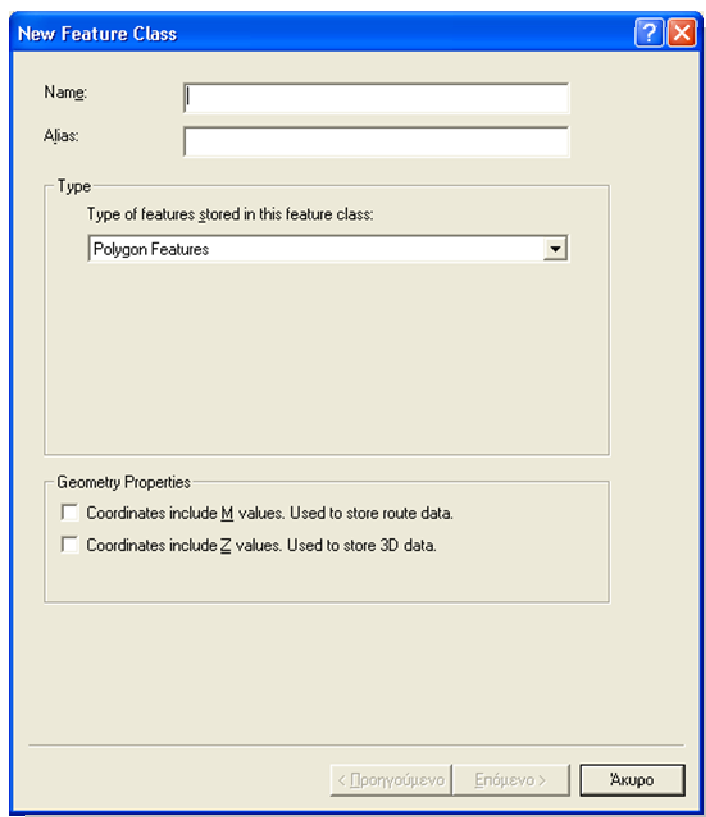 New Feature Class
Name:
Alias:
Type
Type of features stored in this feature class:
Polygon Features
Geometry Properties
Coordinates include M values. Used to store route data.
Coordinates include Z values. Used to store 3D data.
< Προηγούμενο Επόμενο > Άκυρο